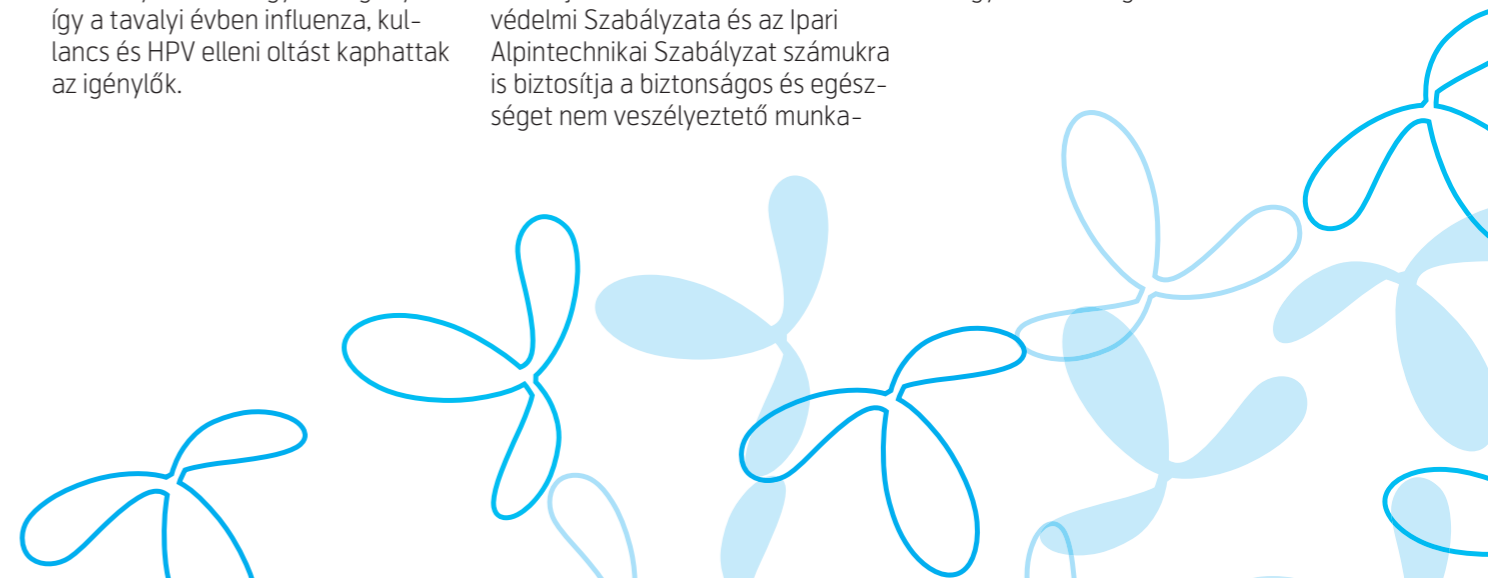 így a tavalyi évben influenza, kul-
lancs és HPV elleni oltást kaphattak
az igénylők.
védelmi Szabályzata és az Ipari
Alpintechnikai Szabályzat számukra
is biztosítja a biztonságos és egész-
séget nem veszélyeztető munka-